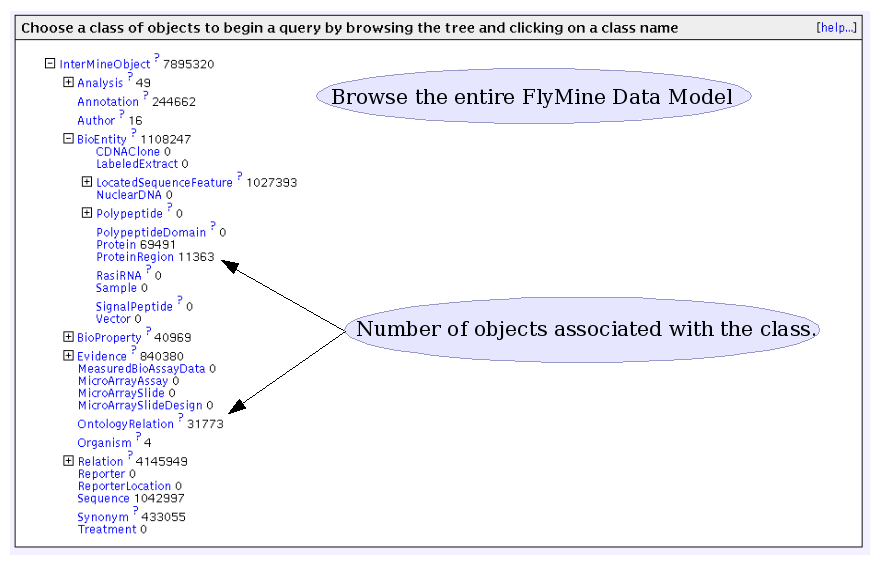 Choose a class of objects to begin a query by browsing the tree and clicking on a class name [help...]
InterMineObject ? 7895320
Analysis ? 49
Browse the entire FlyMine Data Model
Annotation ? 244662
Author ? 16
BioEntity ? 1108247
CDNAClone 0
LabeledExtract 0
LocatedSequenceFeature ? 1027393
NuclearDNA 0
Polypeptide ? 0
PolypeptideDomain ? 0
Protein 69491
ProteinRegion 11363
RasiRNA ? 0
Sample 0
SignalPeptide ? 0
Vector 0
Number of objects associated with the class.
BioProperty ? 40969
Evidence ? 840380
MeasuredBioAssayData 0
MicroArrayAssay 0
MicroArraySlide 0
MicroArraySlideDesign 0
OntologyRelation ? 31773
Organism ? 4
Relation ? 4145949
Reporter 0
ReporterLocation 0
Sequence 1042997
Synonym ? 433055
Treatment 0